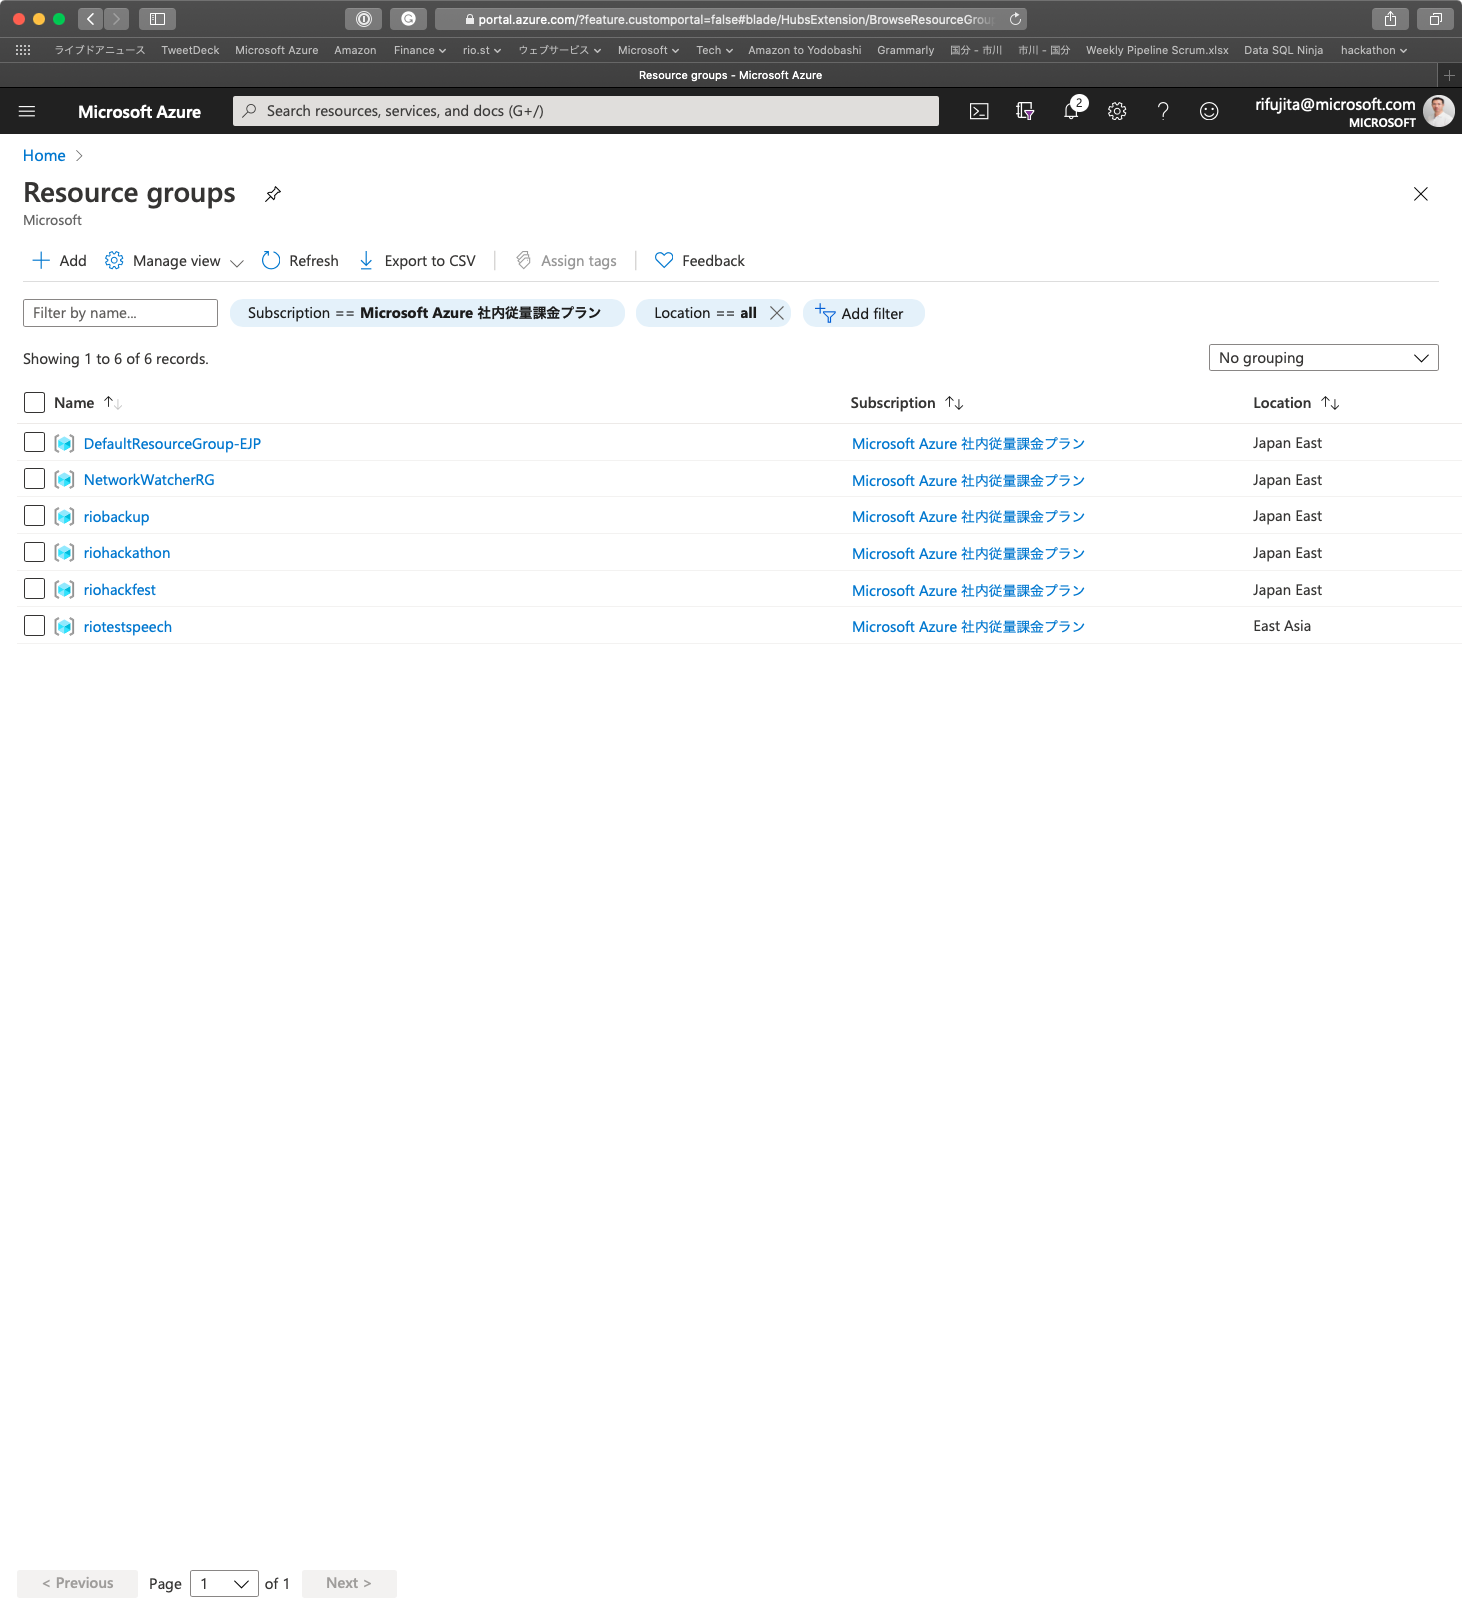 portal.azure.com/?feature.customportal=false#blade/HubsExtension/BrowseResourceGrou
ライブドアニュース TweetDeck Microsoft Azure Amazon Finance rio.st ウェブサービス Microsoft Tech Amazon to Yodobashi Grammarly 国分 - 市川 市川 - 国分 Weekly Pipeline Scrum.xlsx Data SQL Ninja hackathon
Resource groups - Microsoft Azure
Microsoft Azure Search resources, services, and docs (G+/) 2 rifujita@microsoft.com
MICROSOFT
Home
Resource groups
Microsoft
Add Manage view Refresh Export to CSV Assign tags Feedback
Filter by name... Subscription == Microsoft Azure 社内従量課金プラン Location == all Add filter
Showing 1 to 6 of 6 records. No grouping
Name Subscription Location
DefaultResourceGroup-EJP Microsoft Azure 社内従量課金プラン Japan East
NetworkWatcherRG Microsoft Azure 社内従量課金プラン Japan East
riobackup Microsoft Azure 社内従量課金プラン Japan East
riohackathon Microsoft Azure 社内従量課金プラン Japan East
riohackfest Microsoft Azure 社内従量課金プラン Japan East
riotestspeech Microsoft Azure 社内従量課金プラン East Asia
< Previous Page 1 of 1 Next >